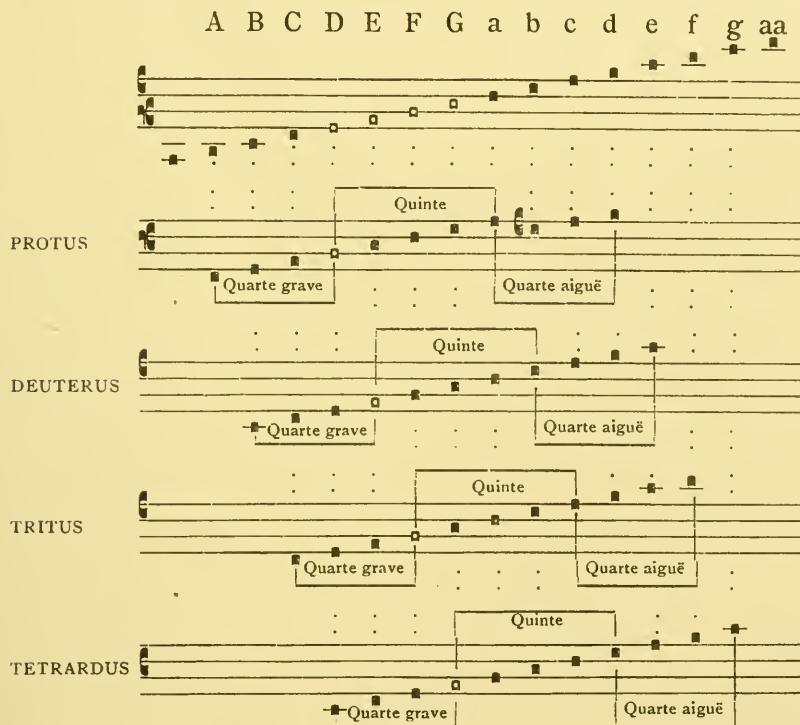 A B C D E F G a b c d e f g aa
Quinte
PROTUS
Quarte grave Quarte aiguë
Quinte
DEUTERUS
Quarte grave Quarte aiguë
Quinte
TRITUS
Quarte grave Quarte aiguë
Quinte
TETRARDUS
Quarte grave Quarte aiguë